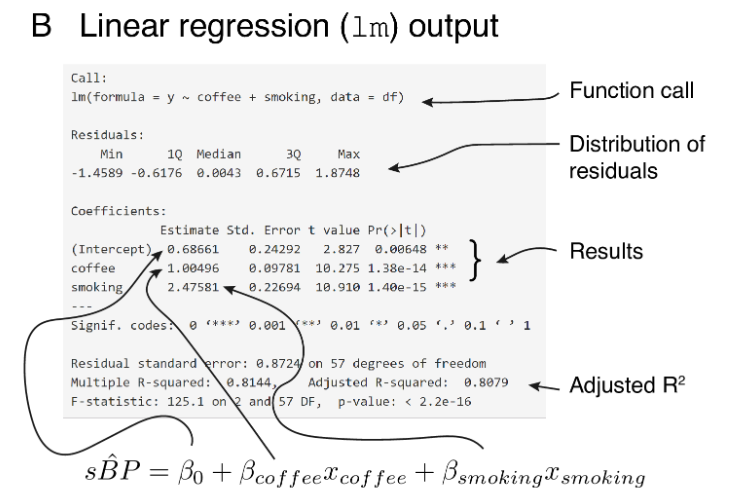 B Linear regression (lm) output
Call:
lm(formula = y ~ coffee + smoking, data = df)
Function call
Residuals:
Min 1Q Median 3Q Max
-1.4589 -0.6176 0.0043 0.6715 1.8748
Distribution of
residuals
Coefficients:
Estimate Std. Error t value Pr(>|t|)
(Intercept) 0.68661 0.24292 2.827 0.00648 **
coffee 1.00496 0.09781 10.275 1.38e-14 ***
smoking 2.47581 0.22694 10.910 1.40e-15 ***
Results
---
Signif. codes: 0 ‘***’ 0.001 ‘**’ 0.01 ‘*’ 0.05 ‘.’ 0.1 ‘ ’ 1
Residual standard error: 0.8724 on 57 degrees of freedom
Multiple R-squared: 0.8144, Adjusted R-squared: 0.8079
F-statistic: 125.1 on 2 and 57 DF, p-value: < 2.2e-16
Adjusted R²
sB̂P = β₀ + β_coffee x_coffee + β_smoking x_smoking